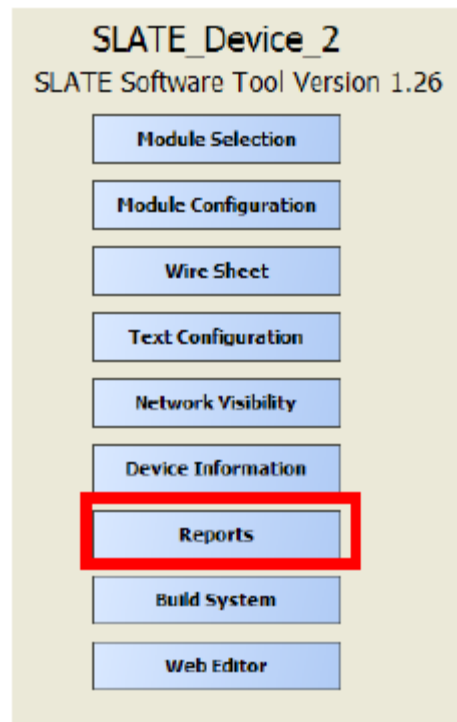 SLATE_Device_2
SLATE Software Tool Version 1.26
Module Selection
Module Configuration
Wire Sheet
Text Configuration
Network Visibility
Device Information
Reports
Build System
Web Editor